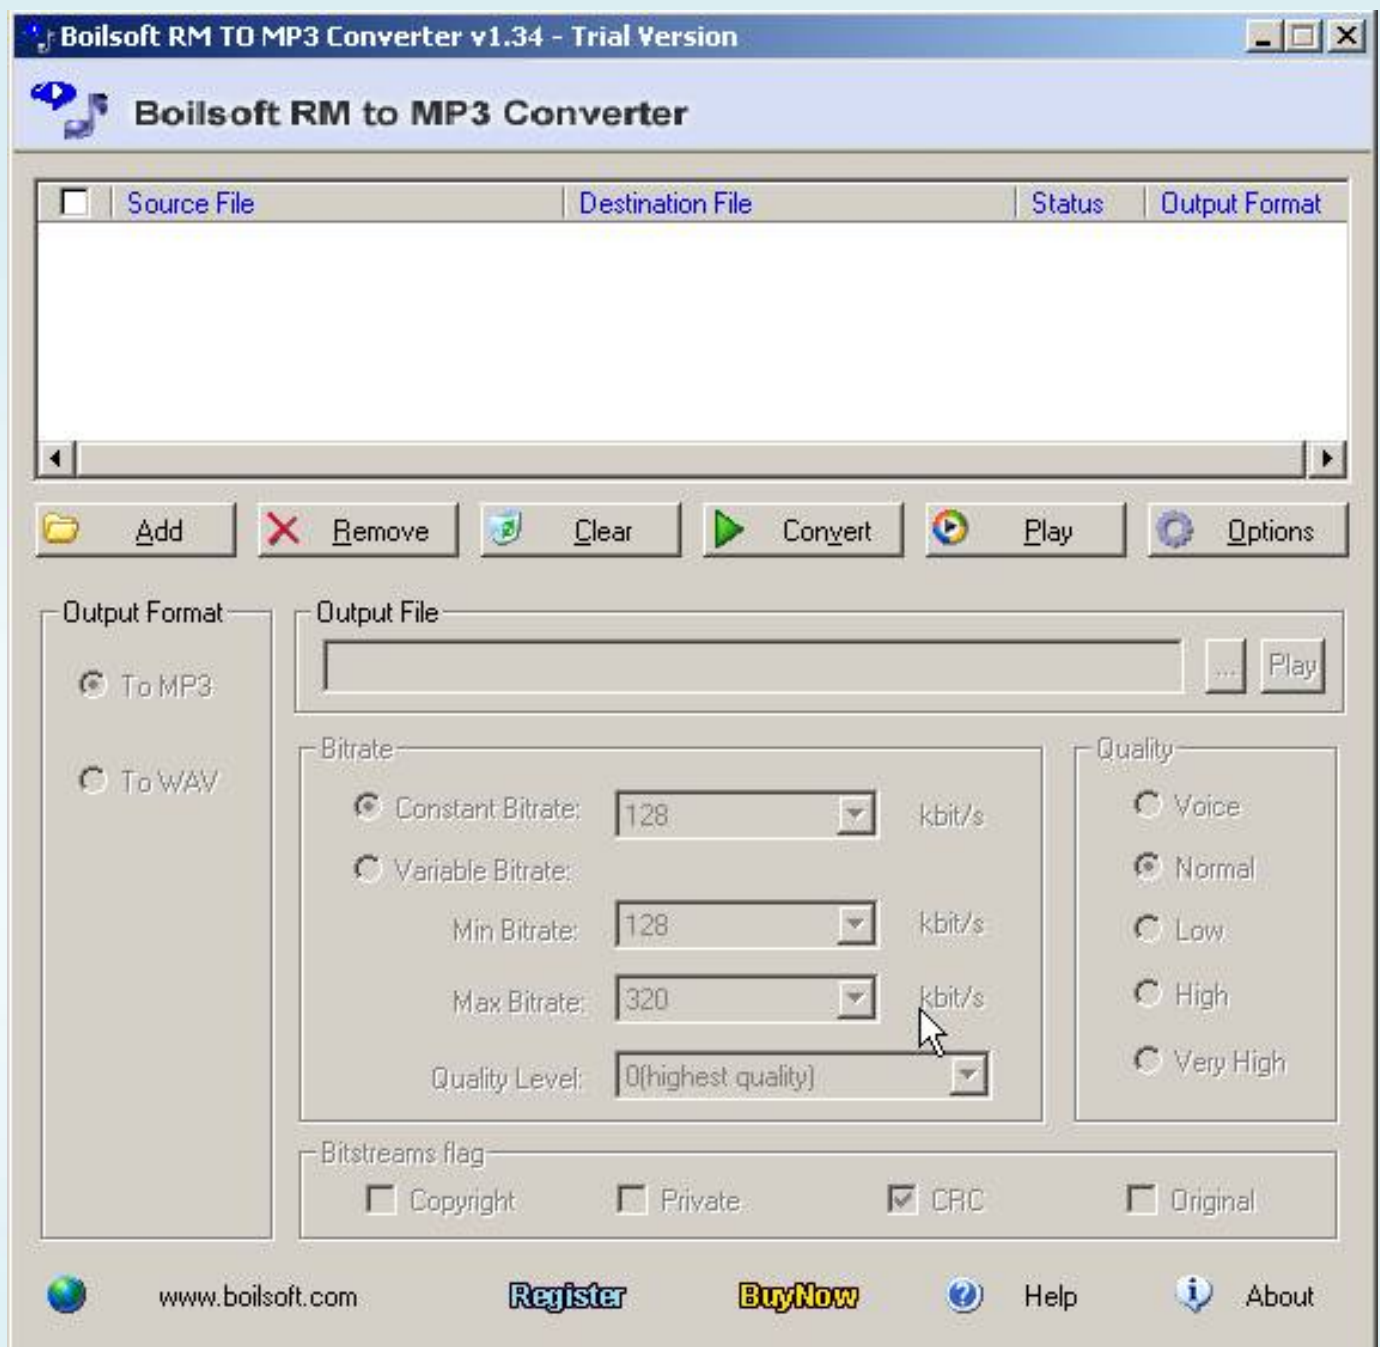 Boilsoft RM TO MP3 Converter v1.34 - Trial Version
Boilsoft RM to MP3 Converter
Source File Destination File Status Output Format
Add Remove Clear Convert Play Options
Output Format
To MP3
To WAV
Output File
... Play
Bitrate
Constant Bitrate: 128 kbit/s
Variable Bitrate:
Min Bitrate: 128 kbit/s
Max Bitrate: 320 kbit/s
Quality Level: 0(highest quality)
Quality
Voice
Normal
Low
High
Very High
Bitstreams flag
Copyright Private CRC Original
www.boilsoft.com Register BuyNow Help About